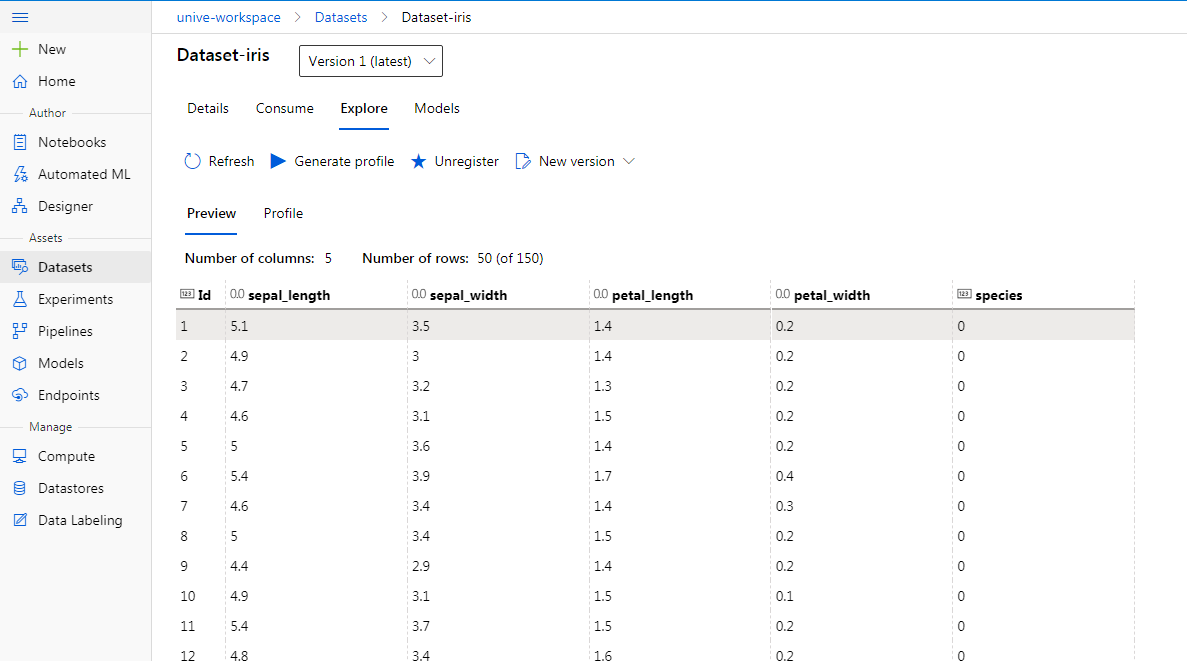 unive-workspace > Datasets > Dataset-iris
New
Home
Author
Notebooks
Automated ML
Designer
Assets
Datasets
Experiments
Pipelines
Models
Endpoints
Manage
Compute
Datastores
Data Labeling
Dataset-iris Version 1 (latest)
Details Consume Explore Models
Refresh Generate profile Unregister New version
Preview Profile
Number of columns: 5 Number of rows: 50 (of 150)
123 Id 0.0 sepal_length 0.0 sepal_width 0.0 petal_length 0.0 petal_width 123 species
1 5.1 3.5 1.4 0.2 0
2 4.9 3 1.4 0.2 0
3 4.7 3.2 1.3 0.2 0
4 4.6 3.1 1.5 0.2 0
5 5 3.6 1.4 0.2 0
6 5.4 3.9 1.7 0.4 0
7 4.6 3.4 1.4 0.3 0
8 5 3.4 1.5 0.2 0
9 4.4 2.9 1.4 0.2 0
10 4.9 3.1 1.5 0.1 0
11 5.4 3.7 1.5 0.2 0
12 4.8 3.4 1.6 0.2 0